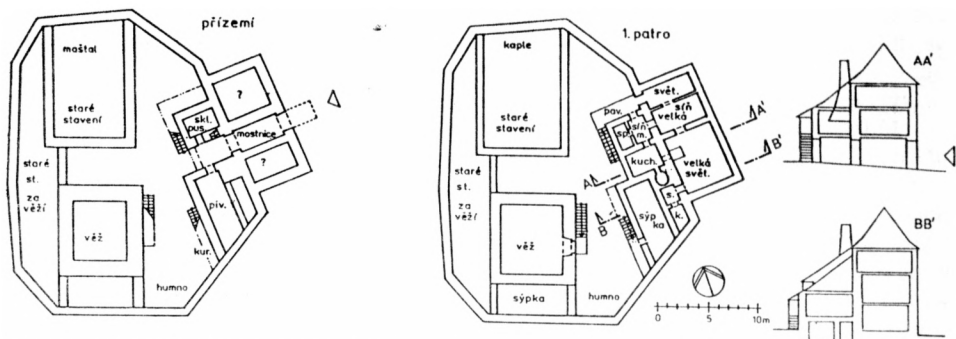 přízemí
maštal
staré
stavení
?
skl.
pus.
mostnice
?
staré
st.
za
věží
věž
piv.
kur.
humno
1. patro
kaple
staré
stavení
pav.
svět.
síň
velká
sp.
síň
m.
kuch.
velká
svět.
staré
st.
za
věží
věž
s.
k.
sýp
ka
sýpka
humno
A
B
A'
B'
0 5 10m
AA'
BB'